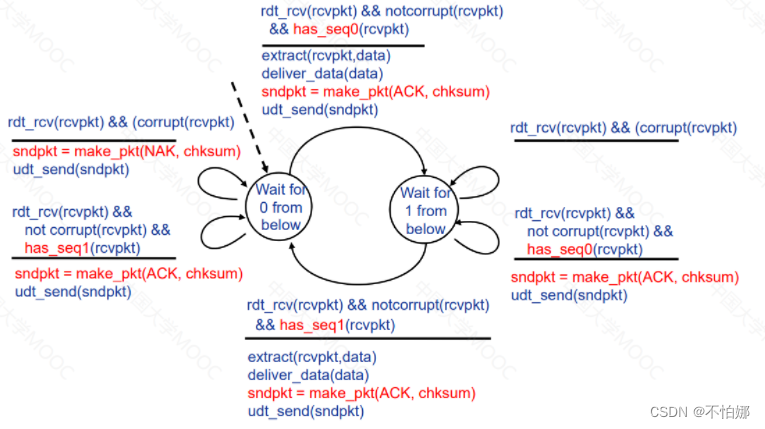 rdt_rcv(rcvpkt) && notcorrupt(rcvpkt)
&& has_seq0(rcvpkt)
extract(rcvpkt,data)
deliver_data(data)
sndpkt = make_pkt(ACK, chksum)
udt_send(sndpkt)
rdt_rcv(rcvpkt) && (corrupt(rcvpkt)
sndpkt = make_pkt(NAK, chksum)
udt_send(sndpkt)
rdt_rcv(rcvpkt) &&
not corrupt(rcvpkt) &&
has_seq1(rcvpkt)
sndpkt = make_pkt(ACK, chksum)
udt_send(sndpkt)
Wait for
0 from
below
Wait for
1 from
below
rdt_rcv(rcvpkt) && (corrupt(rcvpkt)
rdt_rcv(rcvpkt) &&
not corrupt(rcvpkt) &&
has_seq0(rcvpkt)
sndpkt = make_pkt(ACK, chksum)
udt_send(sndpkt)
rdt_rcv(rcvpkt) && notcorrupt(rcvpkt)
&& has_seq1(rcvpkt)
extract(rcvpkt,data)
deliver_data(data)
sndpkt = make_pkt(ACK, chksum)
udt_send(sndpkt)
中国大学MOOC
CSDN @不怕娜